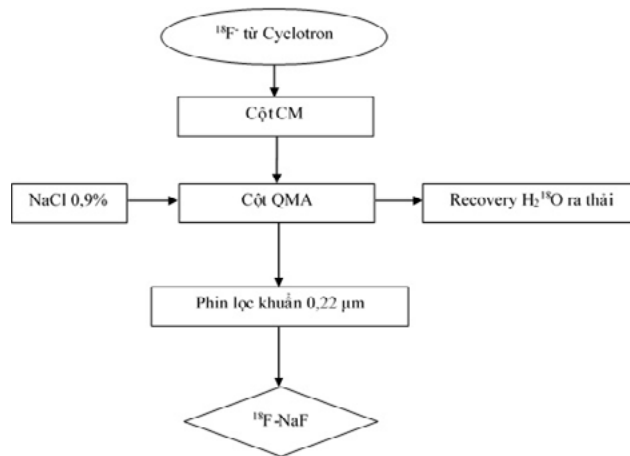 ¹⁸F⁻ từ Cyclotron
Cột CM
NaCl 0,9%
Cột QMA
Recovery H₂¹⁸O ra thải
Phin lọc khuẩn 0,22 µm
¹⁸F-NaF